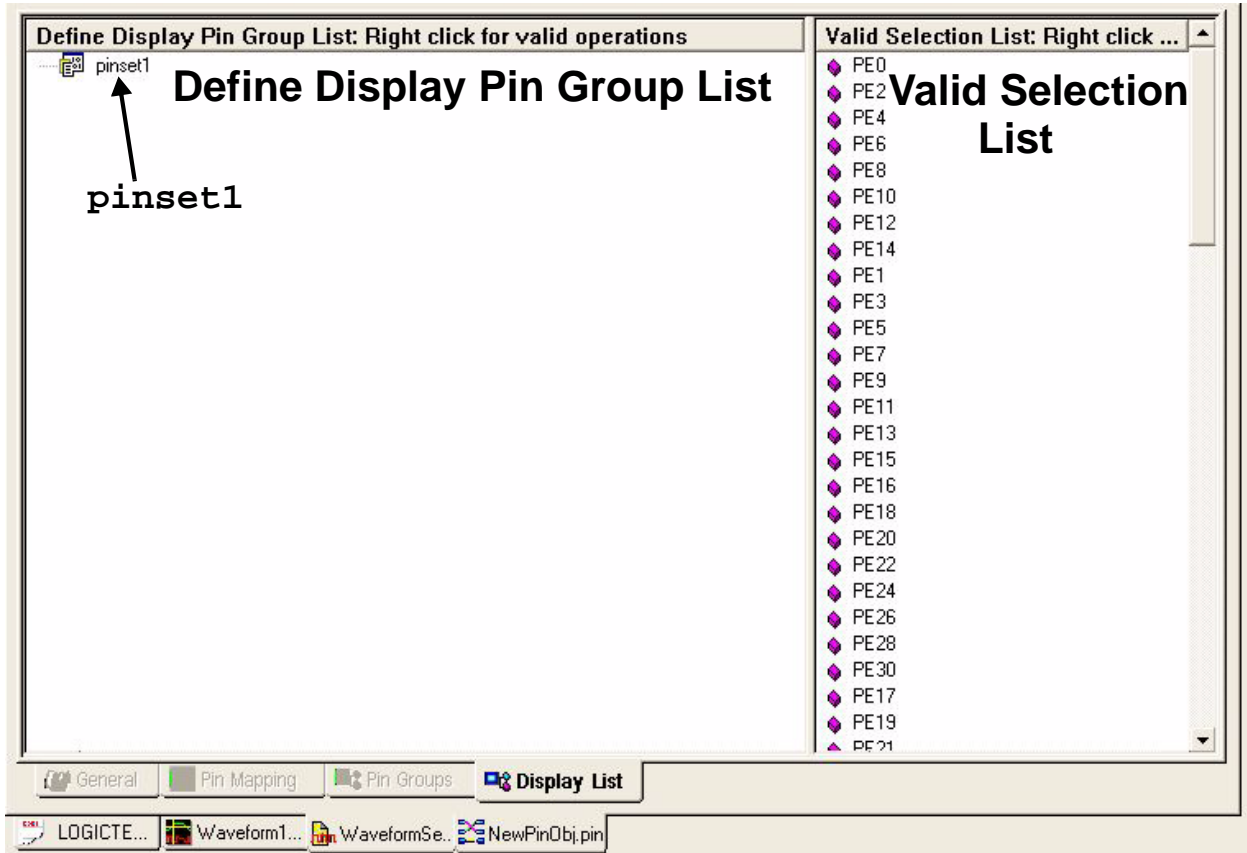 Define Display Pin Group List: Right click for valid operations
pinset1
Define Display Pin Group List
pinset1
Valid Selection List: Right click ...
Valid Selection
List
PE0
PE2
PE4
PE6
PE8
PE10
PE12
PE14
PE1
PE3
PE5
PE7
PE9
PE11
PE13
PE15
PE16
PE18
PE20
PE22
PE24
PE26
PE28
PE30
PE17
PE19
PE21
General
Pin Mapping
Pin Groups
Display List
LOGICTE...
Waveform1...
WaveformSe..
NewPinObj.pin